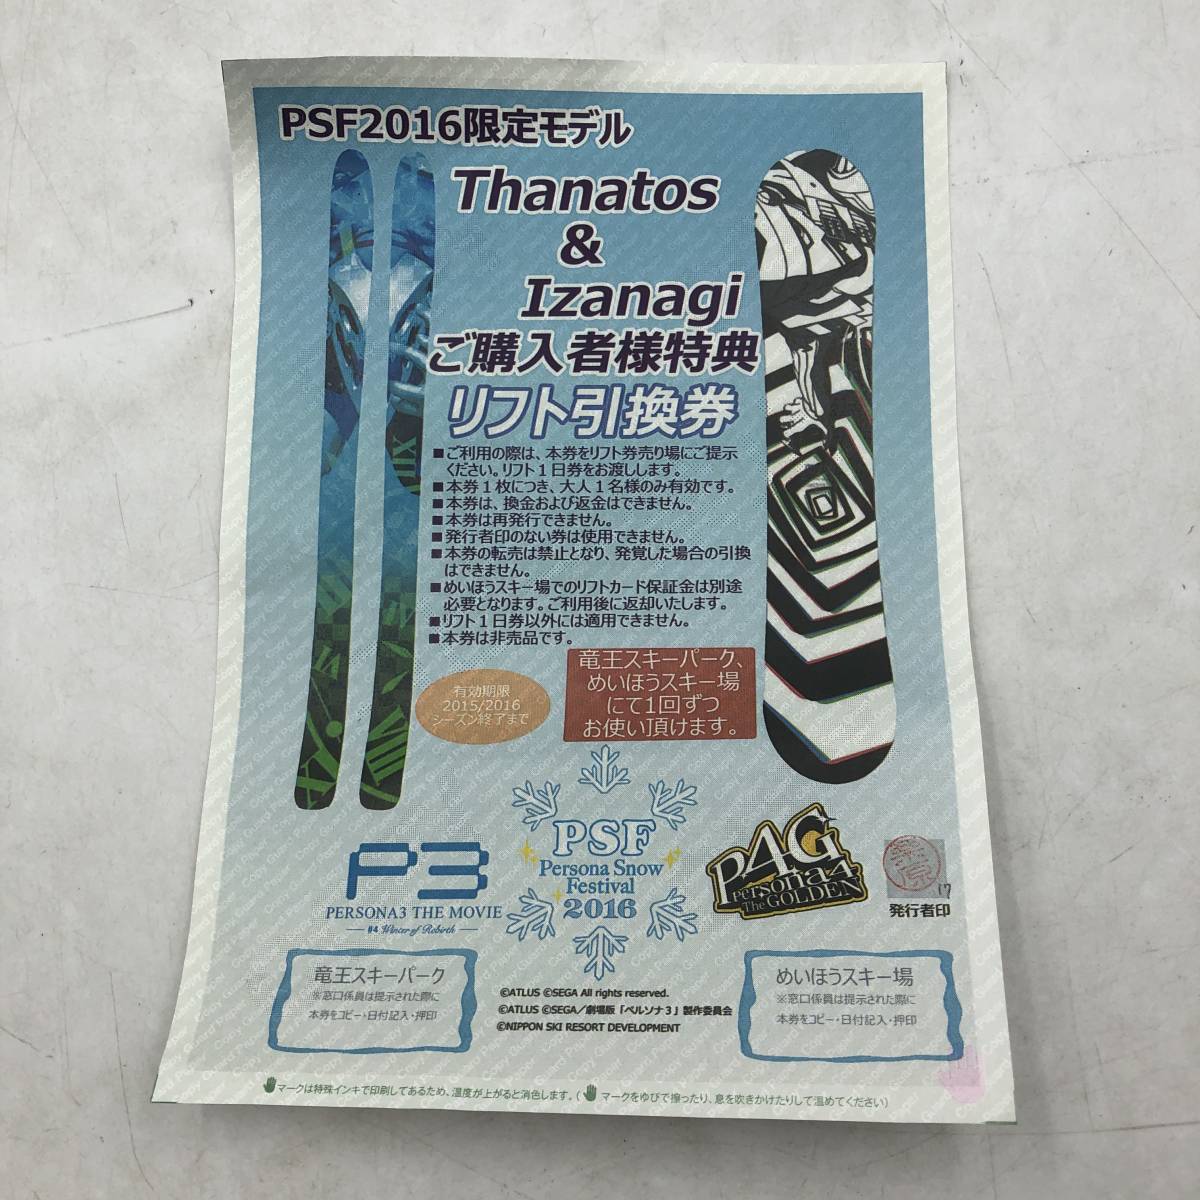 PSF2016限定モデル
Thanatos
&
Izanagi
ご購入者様特典
リフト引換券
■ご利用の際は、本券をリフト券売り場にご提示
ください。リフト１日券をお渡しします。
■本券１枚につき、大人１名様のみ有効です。
■本券は、換金および返金はできません。
■本券は再発行できません。
■発行者印のない券は使用できません。
■本券の転売は禁止となり、発覚した場合の引換
はできません。
■めいほうスキー場でのリフトカード保証金は別途
必要となります。ご利用後に返却いたします。
■リフト１日券以外には適用できません。
■本券は非売品です。
有効期限
2015/2016
シーズン終了まで
竜王スキーパーク、
めいほうスキー場
にて1回ずつ
お使い頂けます。
P3
PERSONA3 THE MOVIE
#4 Winter of Rebirth
PSF
Persona Snow
Festival
2016
P4G
Persona4
The GOLDEN
17
発行者印
竜王スキーパーク
※窓口係員は提示された際に
本券をコピー・日付記入・押印
めいほうスキー場
※窓口係員は提示された際に
本券をコピー・日付記入・押印
©ATLUS ©SEGA All rights reserved.
©ATLUS ©SEGA／劇場版「ペルソナ３」製作委員会
©NIPPON SKI RESORT DEVELOPMENT
マークは特殊インキで印刷してあるため、温度が上がると消色します。(マークをゆびで擦ったり、息を吹きかけたりして温めてください)